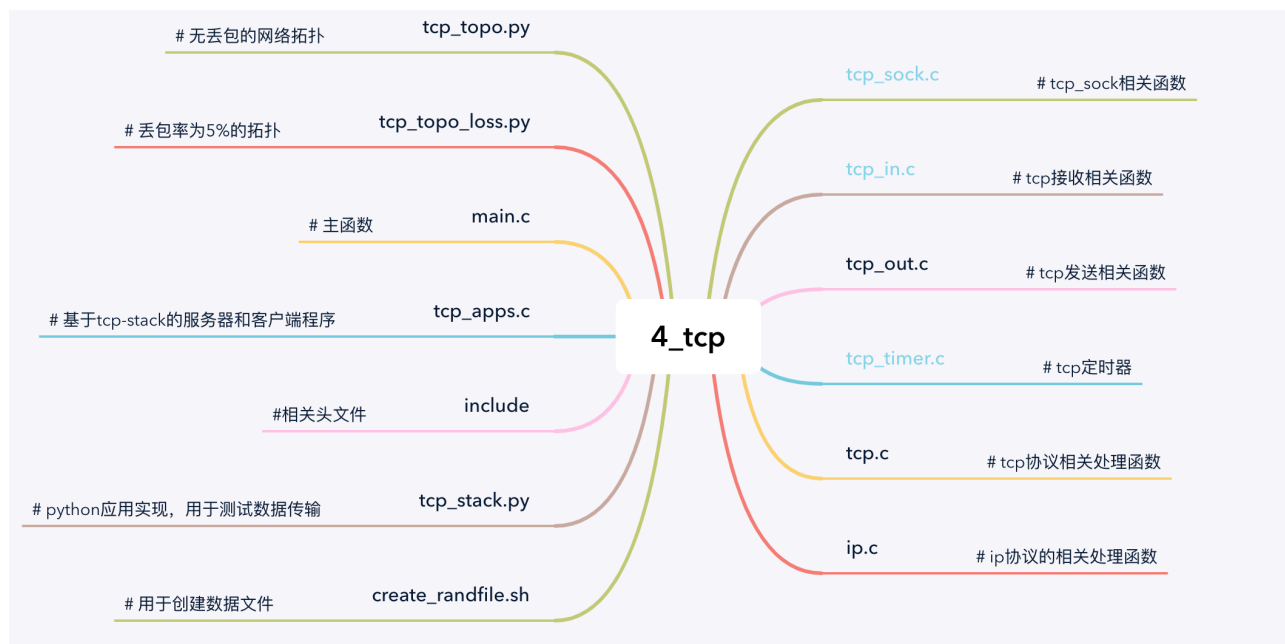 tcp_topo.py
# 无丢包的网络拓扑
tcp_topo_loss.py
# 丢包率为5%的拓扑
main.c
# 主函数
tcp_apps.c
# 基于tcp-stack的服务器和客户端程序
include
#相关头文件
tcp_stack.py
# python应用实现，用于测试数据传输
create_randfile.sh
# 用于创建数据文件
4_tcp
tcp_sock.c
# tcp_sock相关函数
tcp_in.c
# tcp接收相关函数
tcp_out.c
# tcp发送相关函数
tcp_timer.c
# tcp定时器
tcp.c
# tcp协议相关处理函数
ip.c
# ip协议的相关处理函数